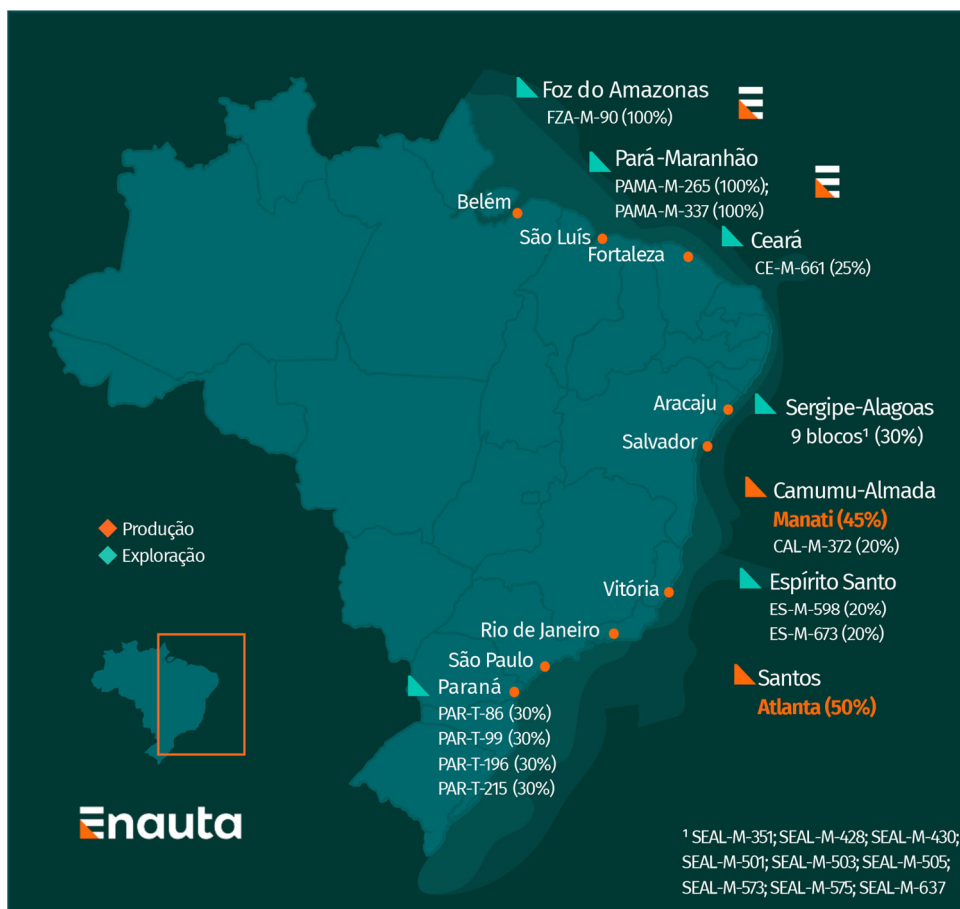 Foz do Amazonas
FZA-M-90 (100%)
Pará-Maranhão
PAMA-M-265 (100%);
PAMA-M-337 (100%)
Belém
São Luís
Fortaleza
Ceará
CE-M-661 (25%)
Aracaju
Sergipe-Alagoas
9 blocos¹ (30%)
Salvador
Camumu-Almada
Manati (45%)
CAL-M-372 (20%)
Produção
Exploração
Espírito Santo
ES-M-598 (20%)
ES-M-673 (20%)
Vitória
Rio de Janeiro
São Paulo
Santos
Atlanta (50%)
Paraná
PAR-T-86 (30%)
PAR-T-99 (30%)
PAR-T-196 (30%)
PAR-T-215 (30%)
Enauta
¹ SEAL-M-351; SEAL-M-428; SEAL-M-430;
SEAL-M-501; SEAL-M-503; SEAL-M-505;
SEAL-M-573; SEAL-M-575; SEAL-M-637